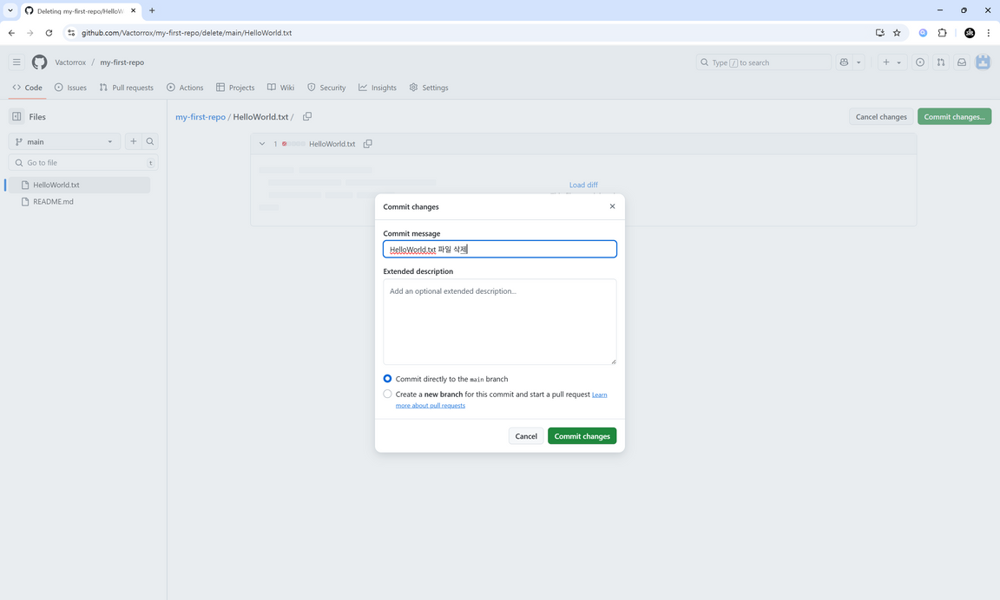 Deleting my-first-repo/HelloW
github.com/Vactorrox/my-first-repo/delete/main/HelloWorld.txt
Vactorrox / my-first-repo
Type / to search
Code Issues Pull requests Actions Projects Wiki Security Insights Settings
Files
my-first-repo / HelloWorld.txt /
Cancel changes
Commit changes...
main
1 HelloWorld.txt
Go to file t
HelloWorld.txt
Load diff
README.md
Commit changes
Commit message
HelloWorld.txt 파일 삭제
Extended description
Add an optional extended description...
Commit directly to the main branch
Create a new branch for this commit and start a pull request Learn
more about pull requests
Cancel
Commit changes